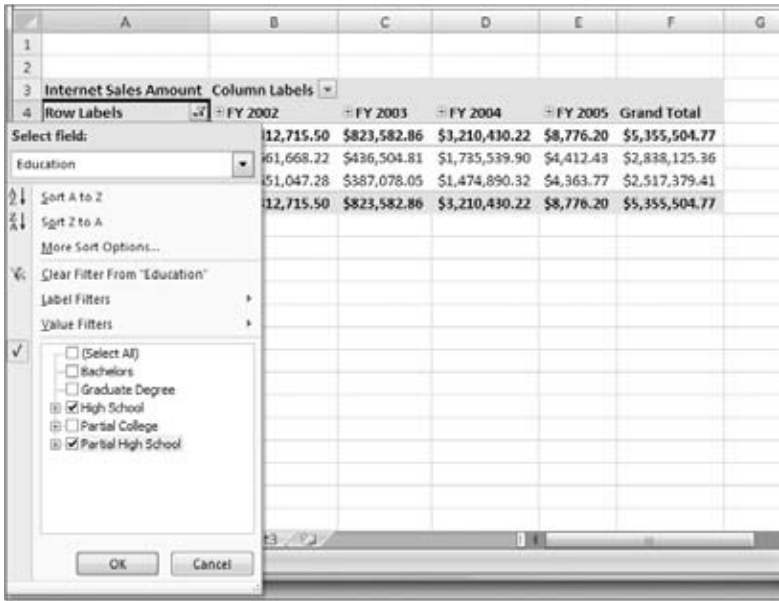 A B C D E F G
1
2
3 Internet Sales Amount Column Labels
4 Row Labels FY 2002 FY 2003 FY 2004 FY 2005 Grand Total
Select field:
12,715.50 $823,582.86 $3,210,430.22 $8,776.20 $5,355,504.77
Education
61,668.22 $436,504.81 $1,735,539.90 $4,412.43 $2,838,125.36
51,047.28 $387,078.05 $1,474,890.32 $4,363.77 $2,517,379.41
12,715.50 $823,582.86 $3,210,430.22 $8,776.20 $5,355,504.77
Sort A to Z
Sort Z to A
More Sort Options...
Clear Filter From "Education"
Label Filters
Value Filters
(Select All)
Bachelors
Graduate Degree
High School
Partial College
Partial High School
t3
OK Cancel